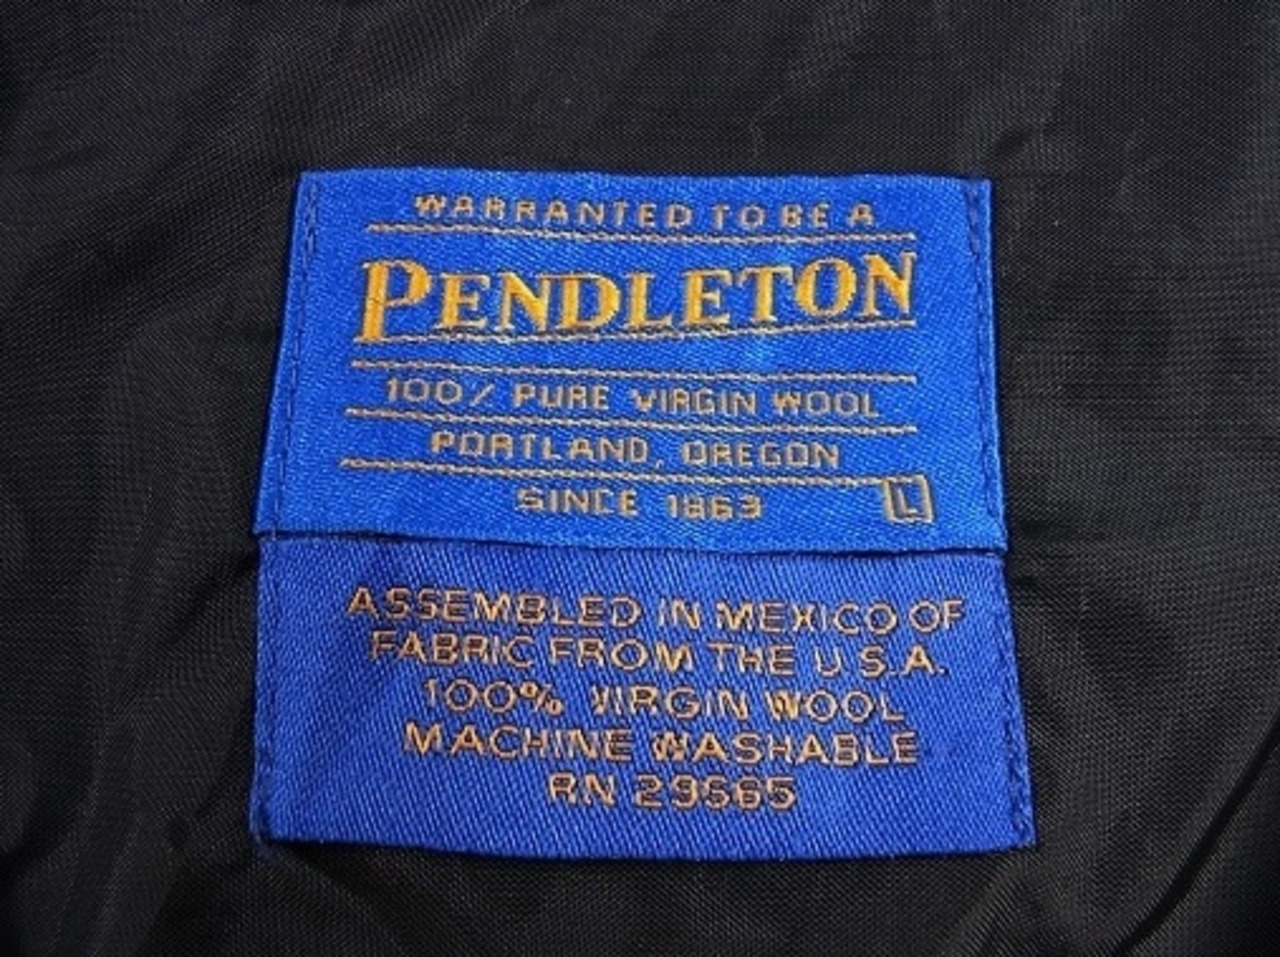 WARRANTED TO BE A
PENDLETON
100% PURE VIRGIN WOOL
PORTLAND, OREGON
SINCE 1863
L
ASSEMBLED IN MEXICO OF
FABRIC FROM THE U.S.A.
100% VIRGIN WOOL
MACHINE WASHABLE
RN 29565